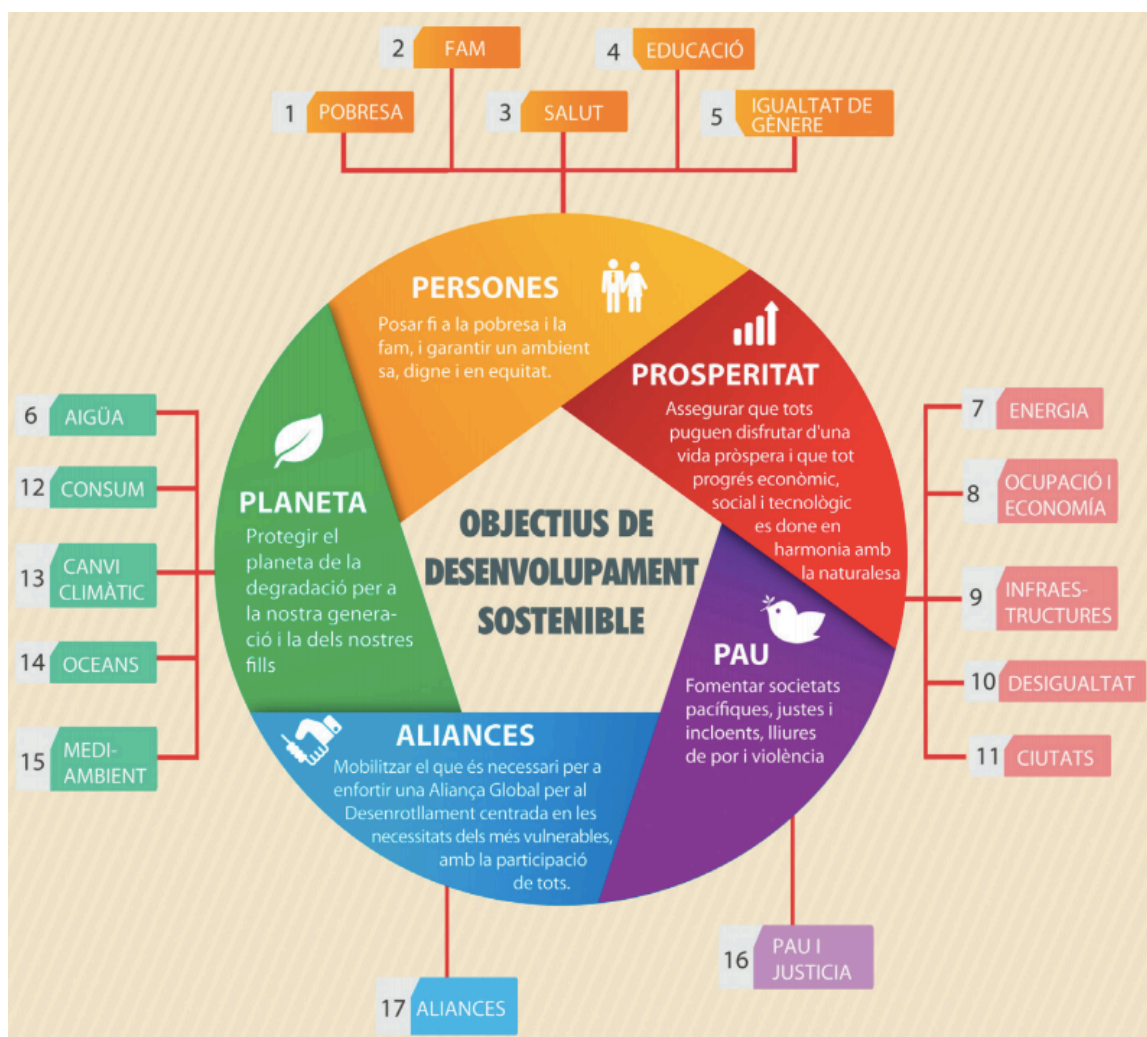 2 FAM
4 EDUCACIÓ
1 POBRESA
3 SALUT
5 IGUALTAT DE
GÈNERE
PERSONES
Posar fi a la pobresa i la
fam, i garantir un ambient
sa, digne i en equitat.
PROSPERITAT
Assegurar que tots
puguen disfrutar d'una
vida pròspera i que tot
progrés econòmic,
social i tecnològic
es done en
harmonia amb
la naturalesa
6 AIGÜA
12 CONSUM
13 CANVI
CLIMÀTIC
14 OCEANS
15 MEDI-
AMBIENT
PLANETA
Protegir el
planeta de la
degradació per a
la nostra genera-
ció i la dels nostres
fills
OBJECTIUS DE
DESENVOLUPAMENT
SOSTENIBLE
7 ENERGIA
8 OCUPACIÓ I
ECONOMÍA
9 INFRAES-
TRUCTURES
10 DESIGUALTAT
11 CIUTATS
PAU
Fomentar societats
pacífiques, justes i
incloents, lliures
de por i violència
ALIANCES
Mobilitzar el que és necessari per a
enfortir una Aliança Global per al
Desenrotllament centrada en les
necessitats dels més vulnerables,
amb la participació
de tots.
16 PAU I
JUSTICIA
17 ALIANCES